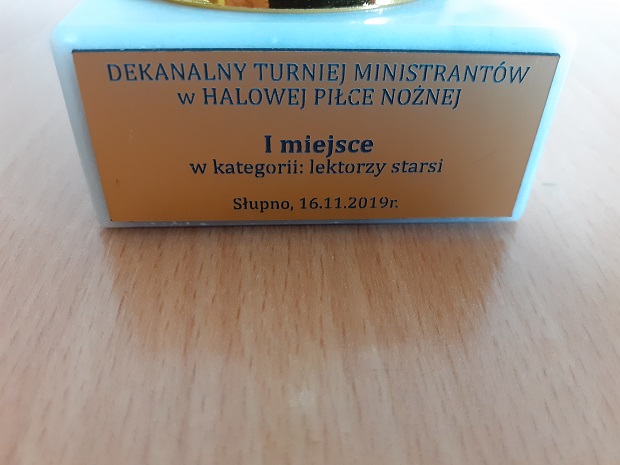 DEKANALNY TURNIEJ MINISTRANTÓW
w HALOWEJ PIŁCE NOŻNEJ
I miejsce
w kategorii: lektorzy starsi
Słupno, 16.11.2019r.